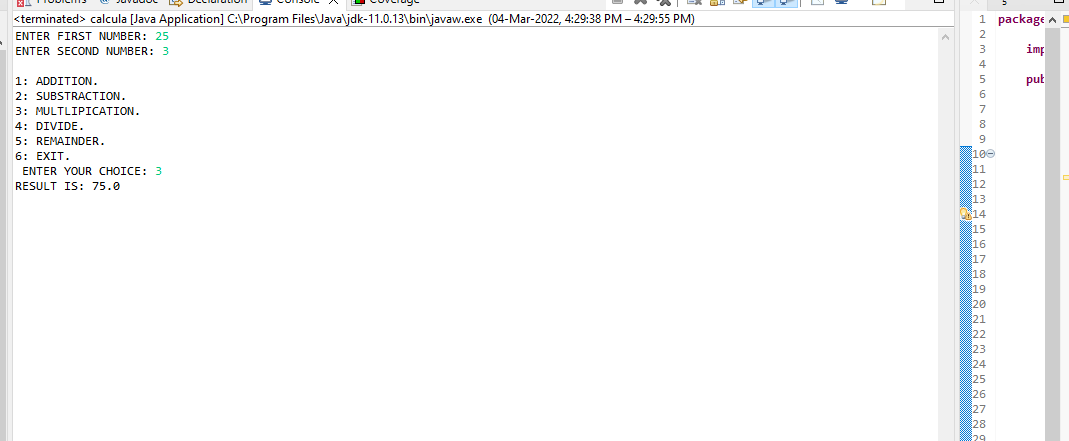 Problems @ Javadoc Declaration Console Coverage
<terminated> calcula [Java Application] C:\Program Files\Java\jdk-11.0.13\bin\javaw.exe (04-Mar-2022, 4:29:38 PM – 4:29:55 PM)
ENTER FIRST NUMBER: 25
ENTER SECOND NUMBER: 3
1: ADDITION.
2: SUBSTRACTION.
3: MULTLIPICATION.
4: DIVIDE.
5: REMAINDER.
6: EXIT.
ENTER YOUR CHOICE: 3
RESULT IS: 75.0
5
1 package
2
3 imp
4
5 pub
6
7
8
9
10
11
12
13
14
15
16
17
18
19
20
21
22
23
24
25
26
27
28
29